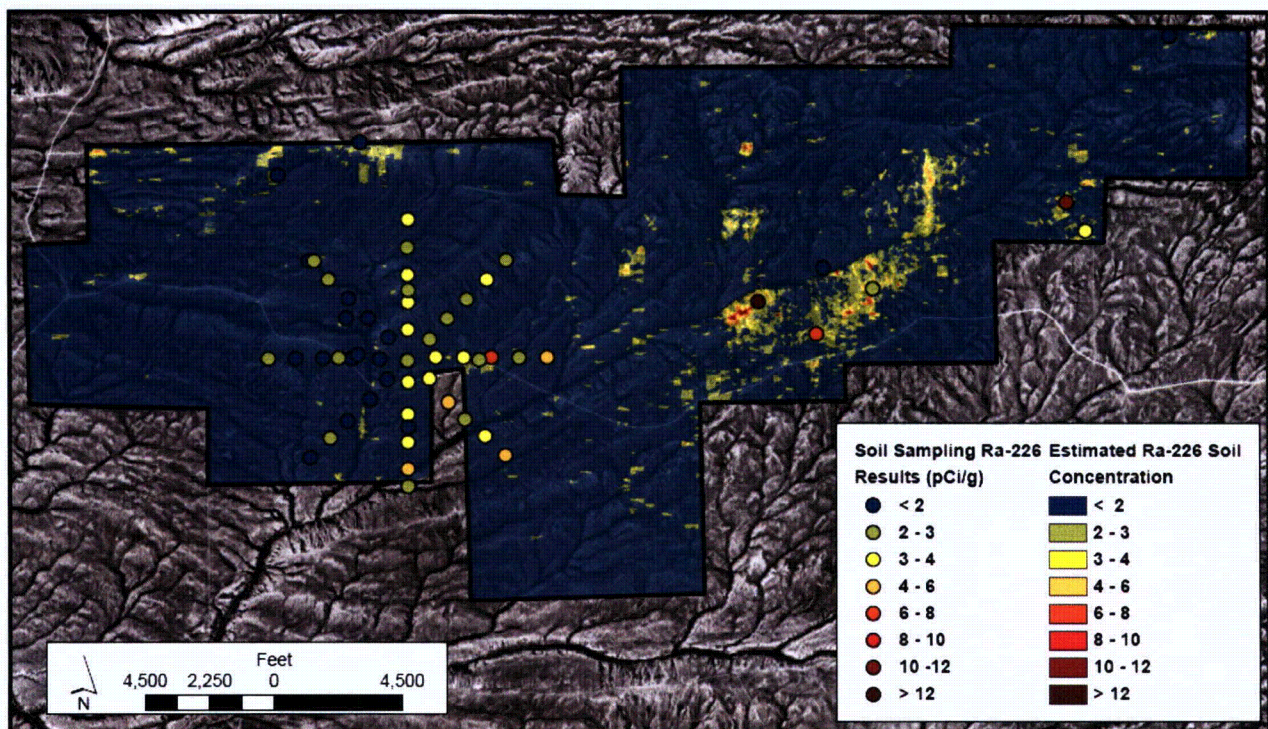 Soil Sampling Ra-226 Estimated Ra-226 Soil
Results (pCi/g) Concentration
< 2 < 2
2 - 3 2 - 3
3 - 4 3 - 4
4 - 6 4 - 6
6 - 8 6 - 8
8 - 10 8 - 10
10 -12 10 - 12
> 12 > 12
Feet
4,500 2,250 0 4,500
N